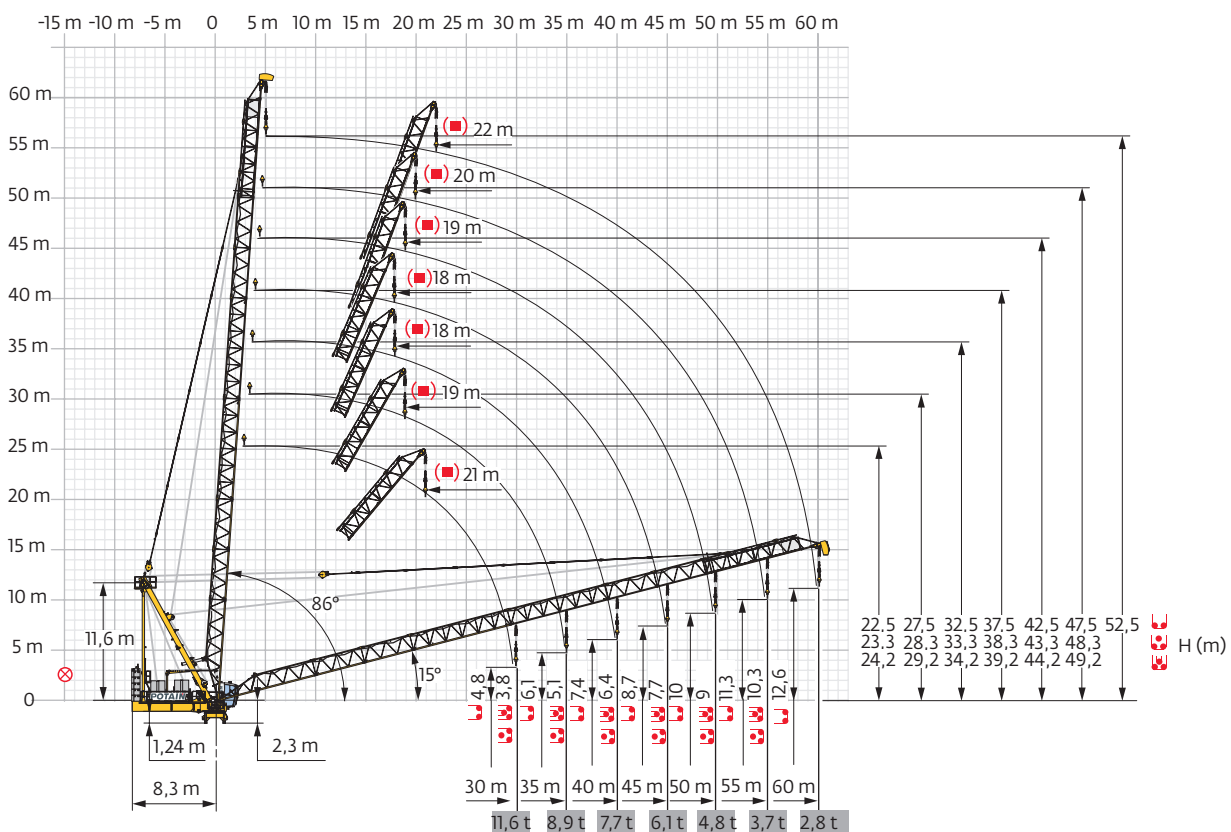 -15 m -10 m -5 m 0 5 m 10 m 15 m 20 m 25 m 30 m 35 m 40 m 45 m 50 m 55 m 60 m
60 m
22 m
55 m
20 m
50 m
19 m
45 m
18 m
40 m
18 m
35 m
19 m
30 m
25 m
21 m
20 m
15 m
10 m
86°
11,6 m
22,5 27,5 32,5 37,5 42,5 47,5 52,5
23,3 28,3 33,3 38,3 43,3 48,3
24,2 29,2 34,2 39,2 44,2 49,2
H (m)
5 m
15°
0
POTAIN
4,8 3,8 6,1 5,1 7,4 6,4 8,7 7,7 10 9 11,3 10,3 12,6
1,24 m
2,3 m
8,3 m
30 m 35 m 40 m 45 m 50 m 55 m 60 m
11,6 t 8,9 t 7,7 t 6,1 t 4,8 t 3,7 t 2,8 t